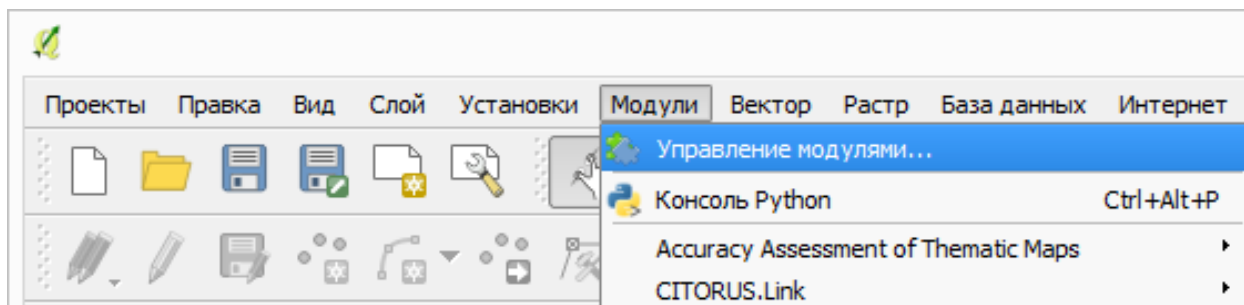 Проекты Правка Вид Слой Установки Модули Вектор Растр База данных Интернет
Управление модулями...
Консоль Python Ctrl+Alt+P
Accuracy Assessment of Thematic Maps
CITORUS.Link